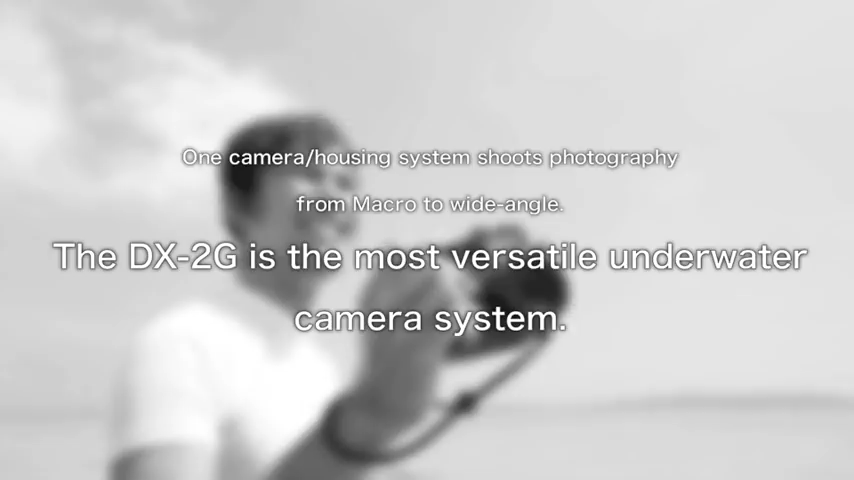 One camera/housing system shoots photography
from Macro to wide-angle.
The DX-2G is the most versatile underwater
camera system.